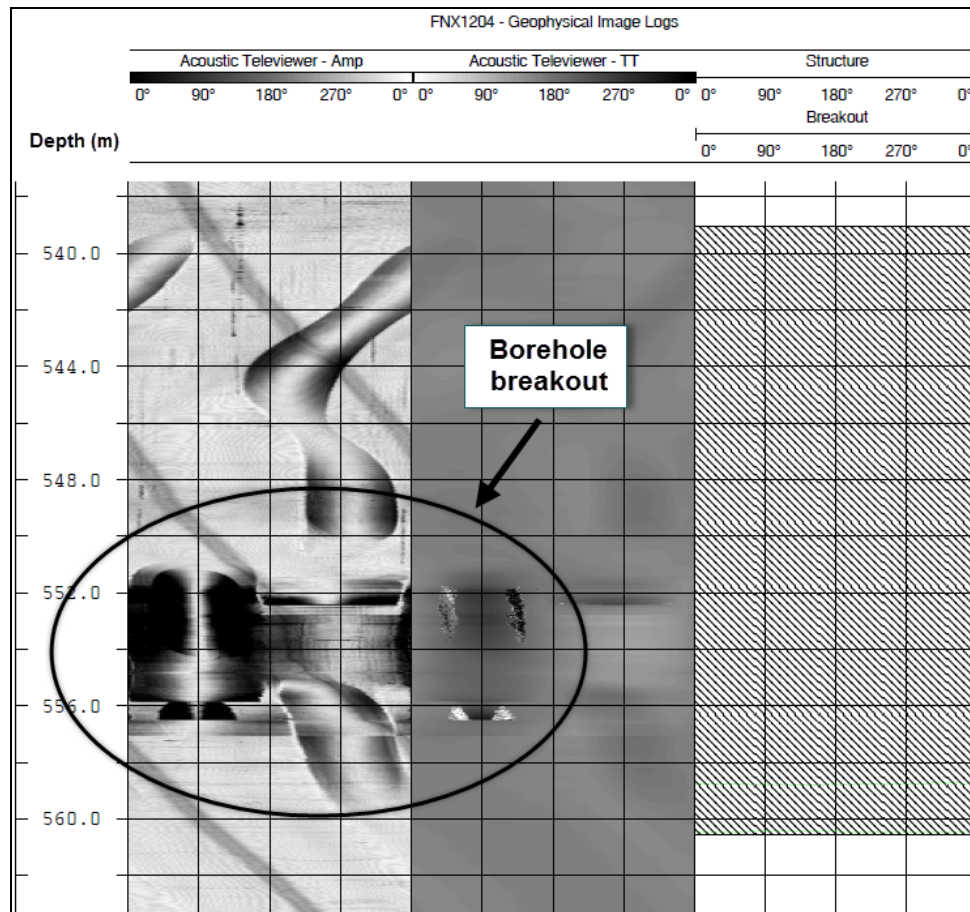 FNX1204 - Geophysical Image Logs
Acoustic Televiewer - Amp Acoustic Televiewer - TT Structure
0° 90° 180° 270° 0° 0° 90° 180° 270° 0° 0° 90° 180° 270° 0°
Breakout
Depth (m)
0° 90° 180° 270° 0°
540.0
Borehole
breakout
544.0
548.0
552.0
556.0
560.0